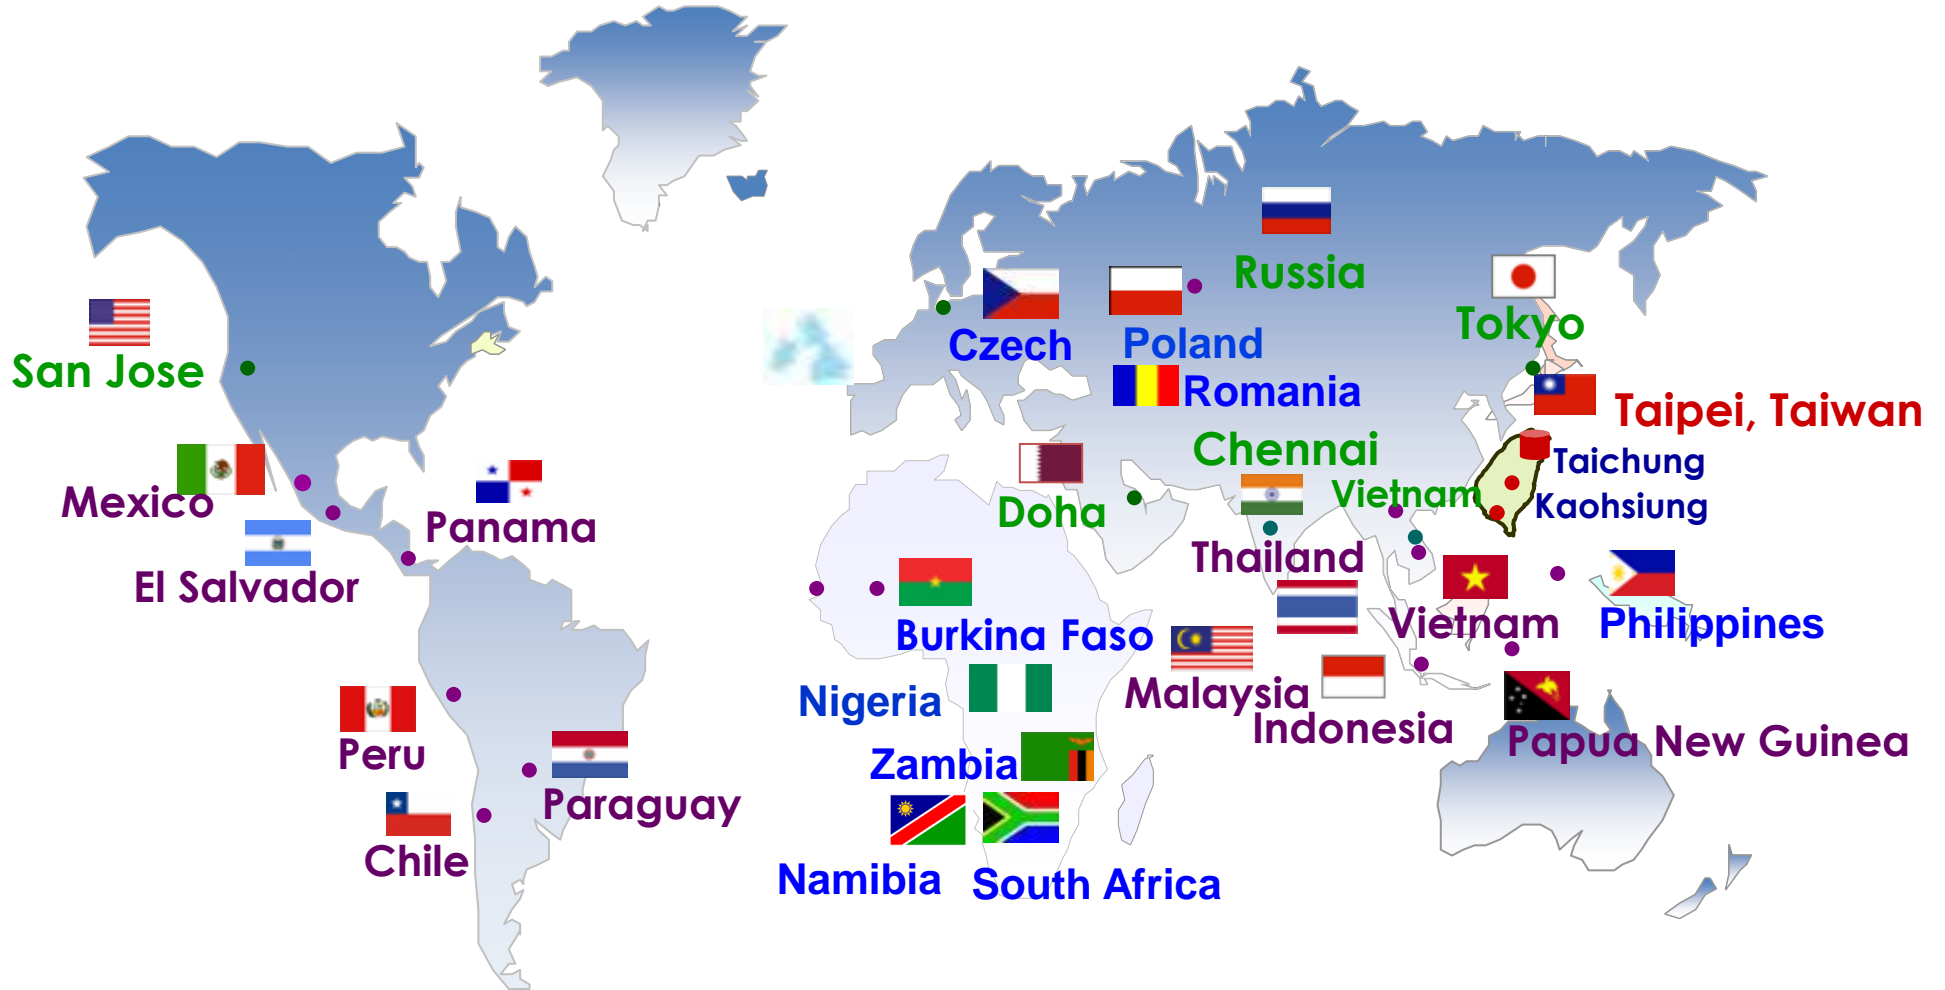 San Jose
Mexico
El Salvador
Panama
Peru
Paraguay
Chile
Czech
Poland
Romania
Russia
Tokyo
Taipei, Taiwan
Taichung
Kaohsiung
Chennai
Vietnam
Doha
Thailand
Burkina Faso
Vietnam
Philippines
Nigeria
Malaysia
Indonesia
Papua New Guinea
Zambia
Namibia
South Africa